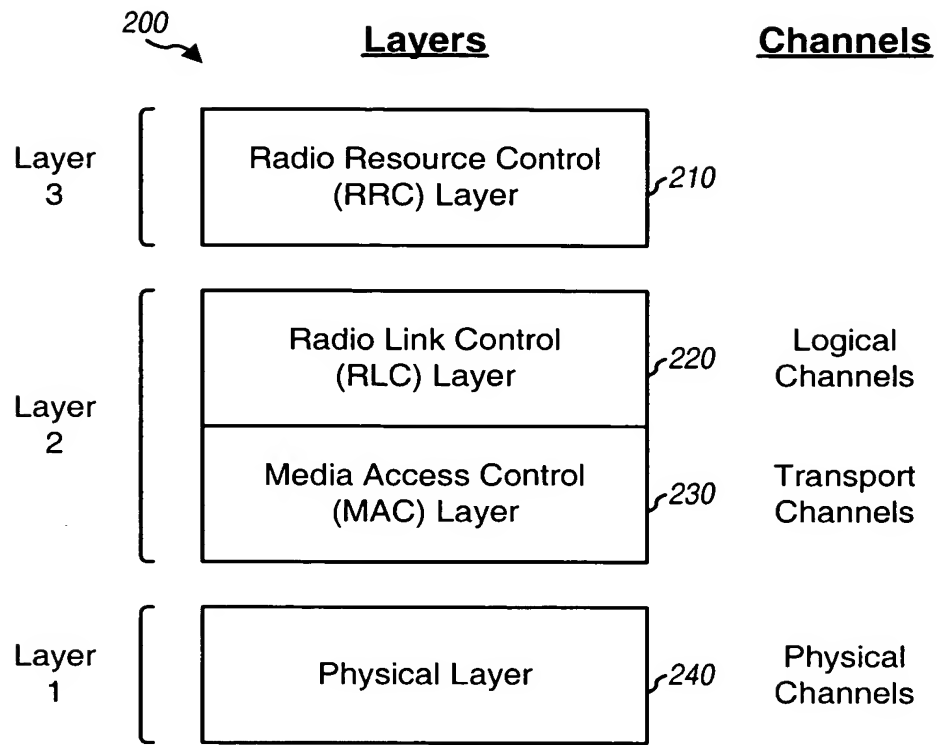 200
Layers
Channels
Layer
3
Radio Resource Control
(RRC) Layer
210
Layer
2
Radio Link Control
(RLC) Layer
220
Logical
Channels
Media Access Control
(MAC) Layer
230
Transport
Channels
Layer
1
Physical Layer
240
Physical
Channels